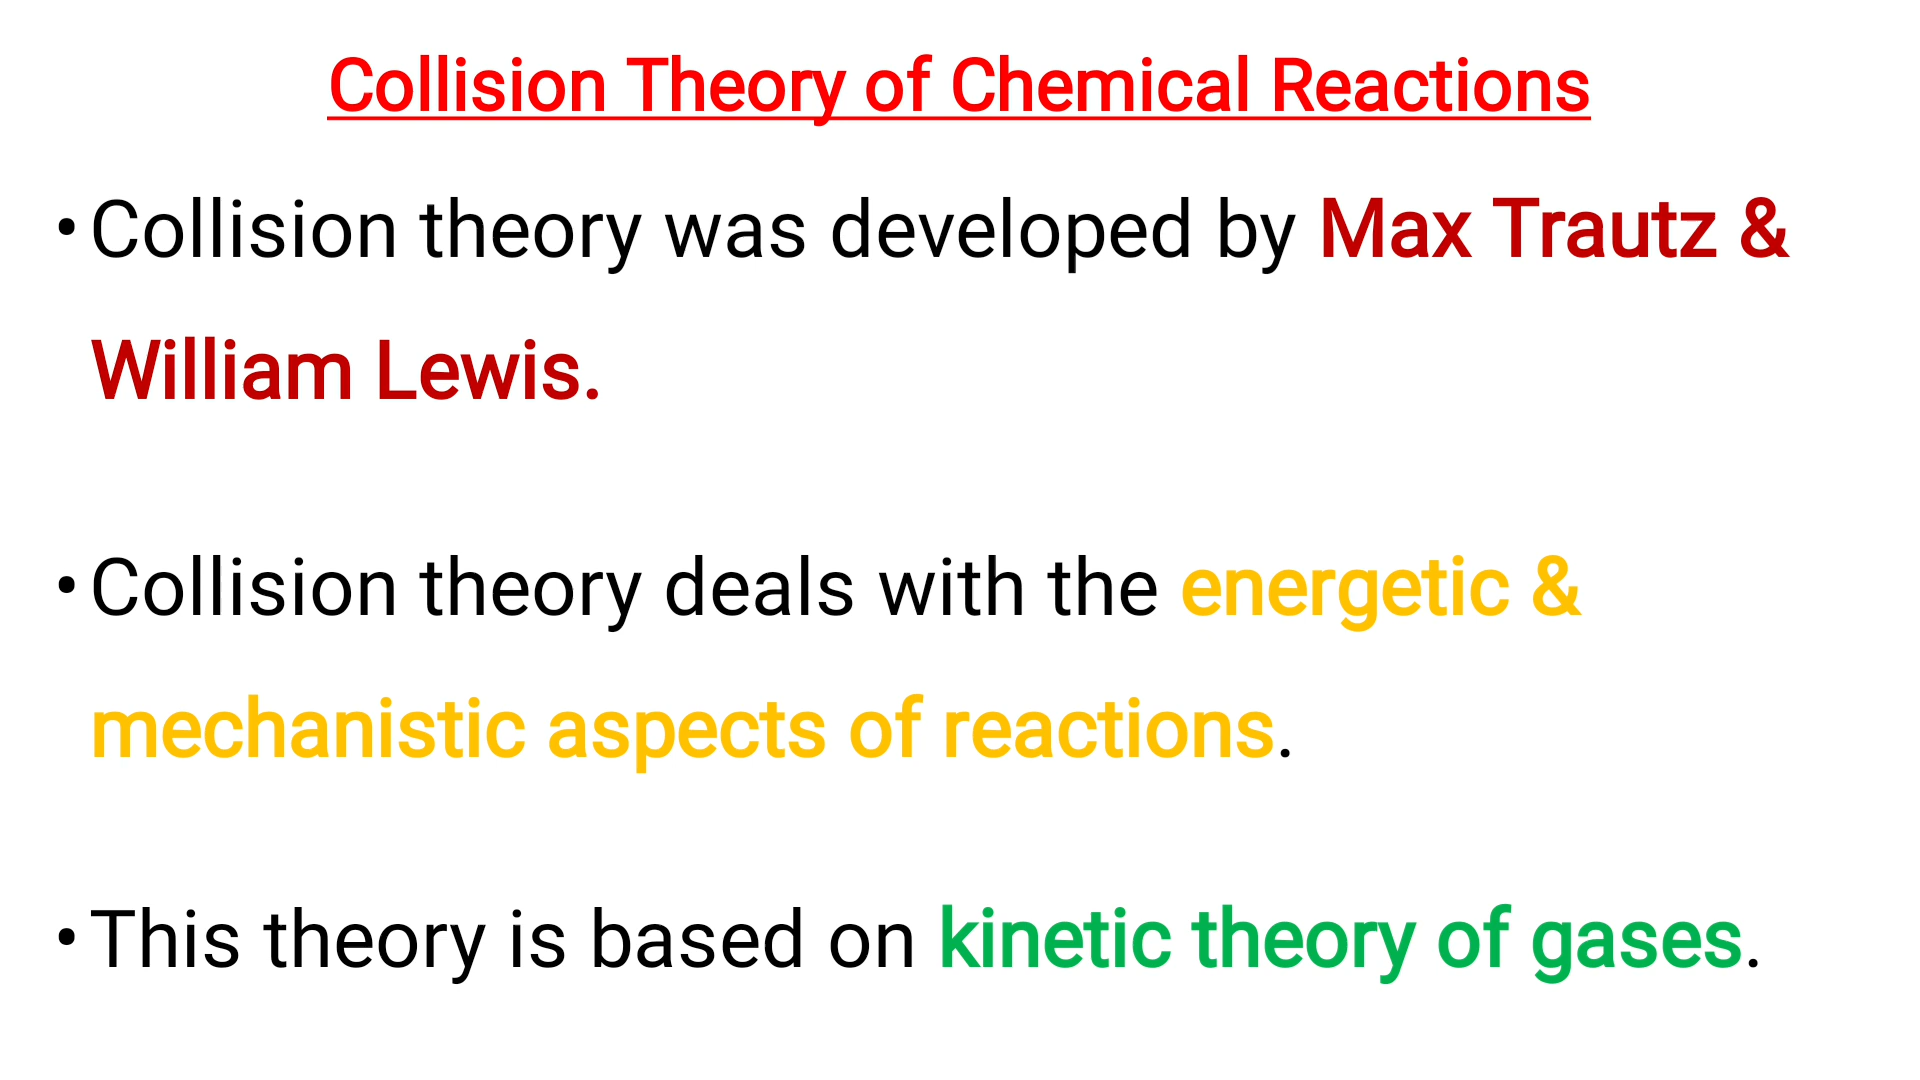 Collision Theory of Chemical Reactions
• Collision theory was developed by Max Trautz &
William Lewis.
• Collision theory deals with the energetic &
mechanistic aspects of reactions.
• This theory is based on kinetic theory of gases.